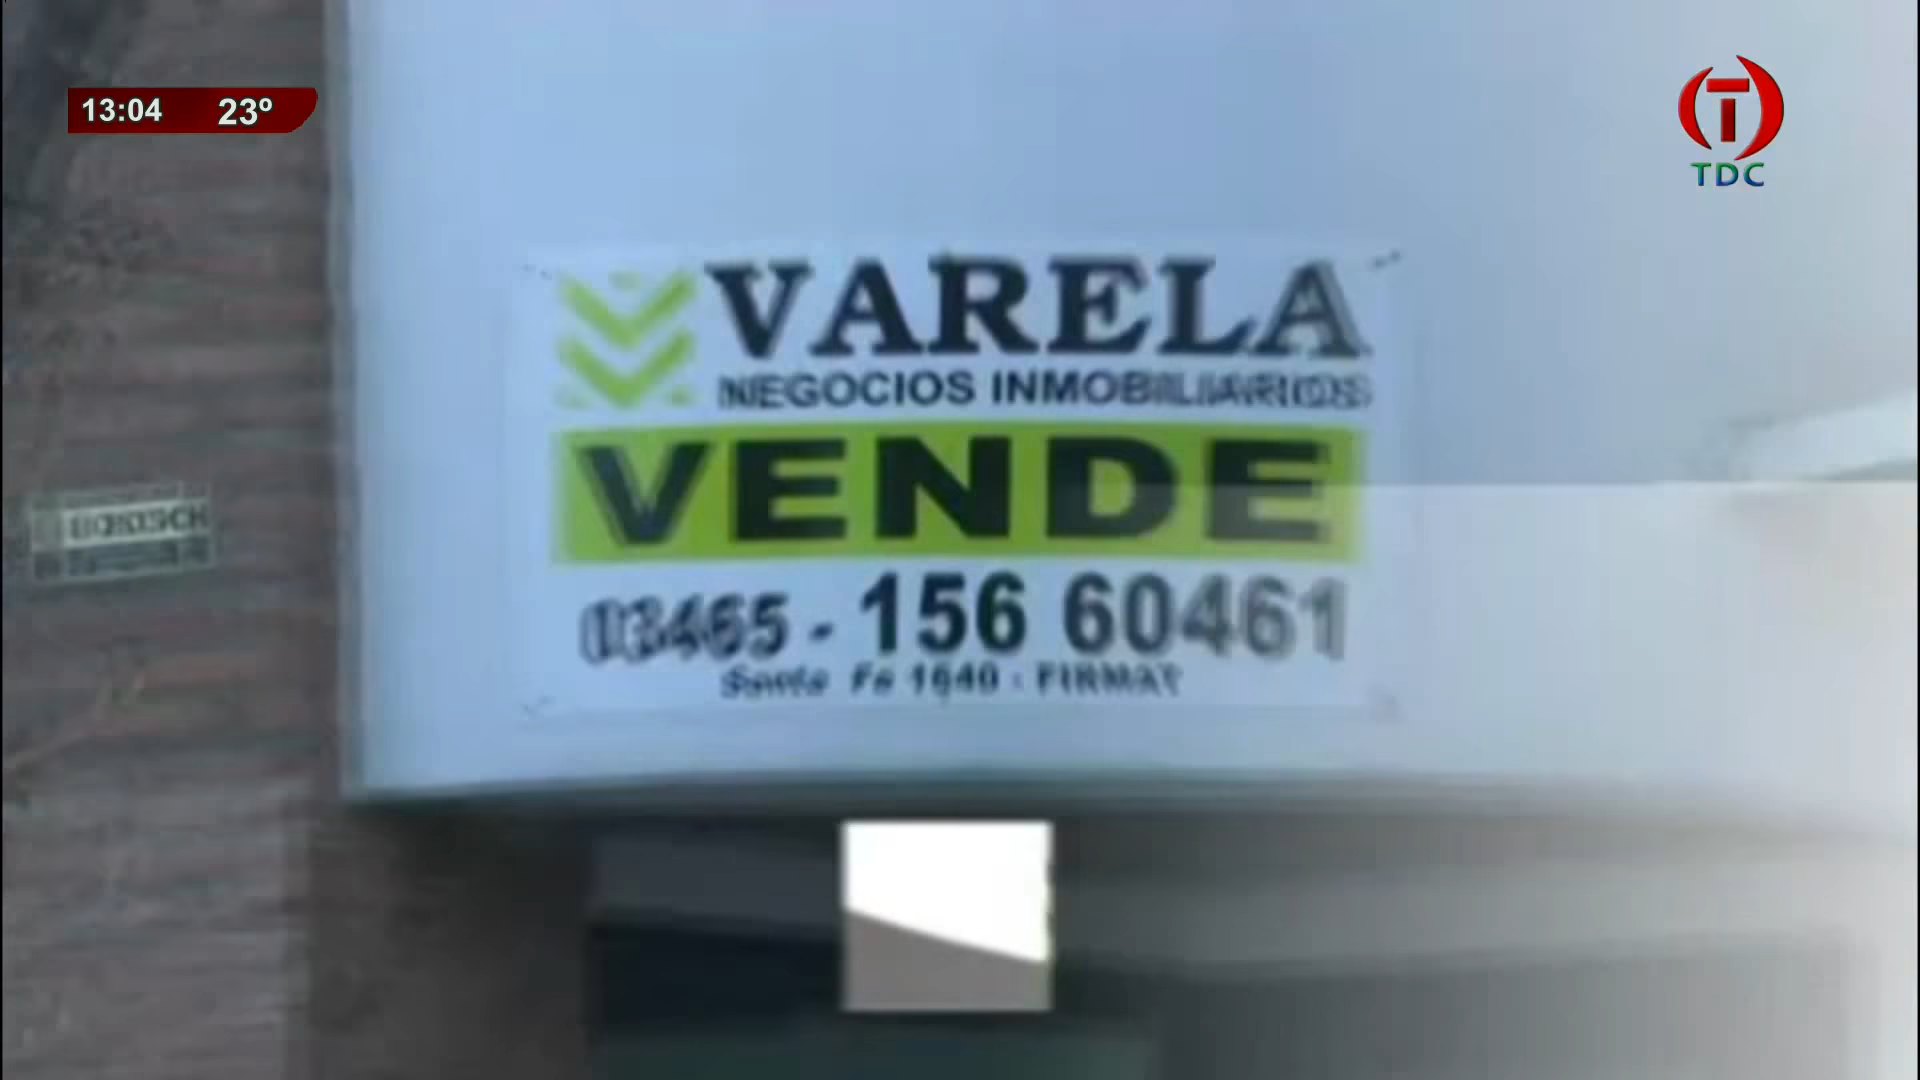 13:04 23º
T
TDC
VARELA
NEGOCIOS INMOBILIARIOS
VENDE
03465 - 156 60461
Santa Fe 1640 - FIRMAT